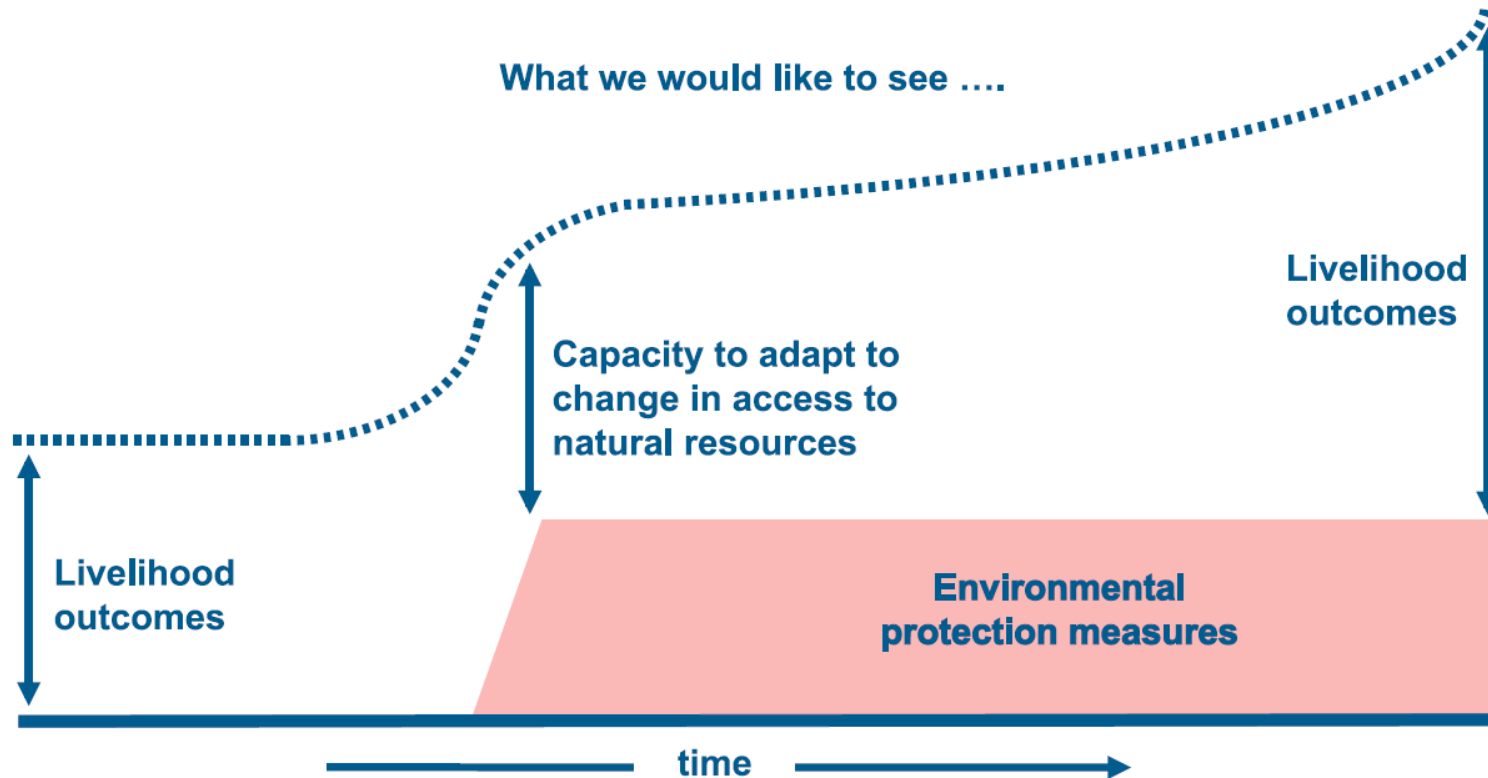 What we would like to see ….
Livelihood
outcomes
Capacity to adapt to
change in access to
natural resources
Livelihood
outcomes
Environmental
protection measures
time